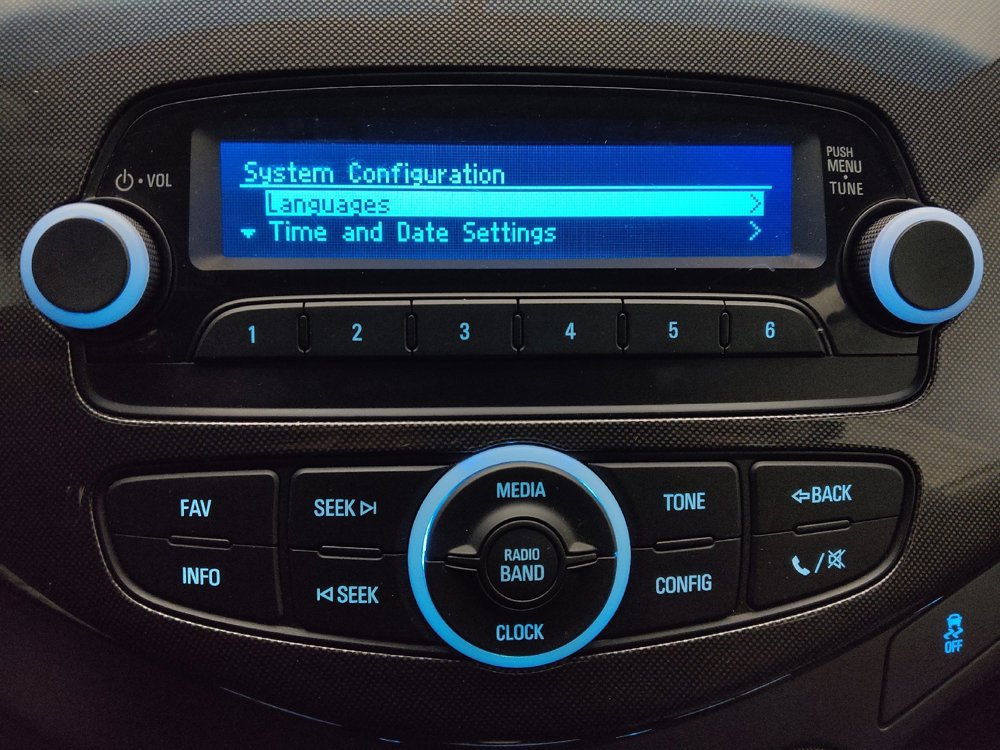 System Configuration
Languages >
Time and Date Settings >
VOL
PUSH
MENU
TUNE
1 2 3 4 5 6
FAV
SEEK
MEDIA
TONE
BACK
RADIO
BAND
INFO
SEEK
CLOCK
CONFIG
/
OFF